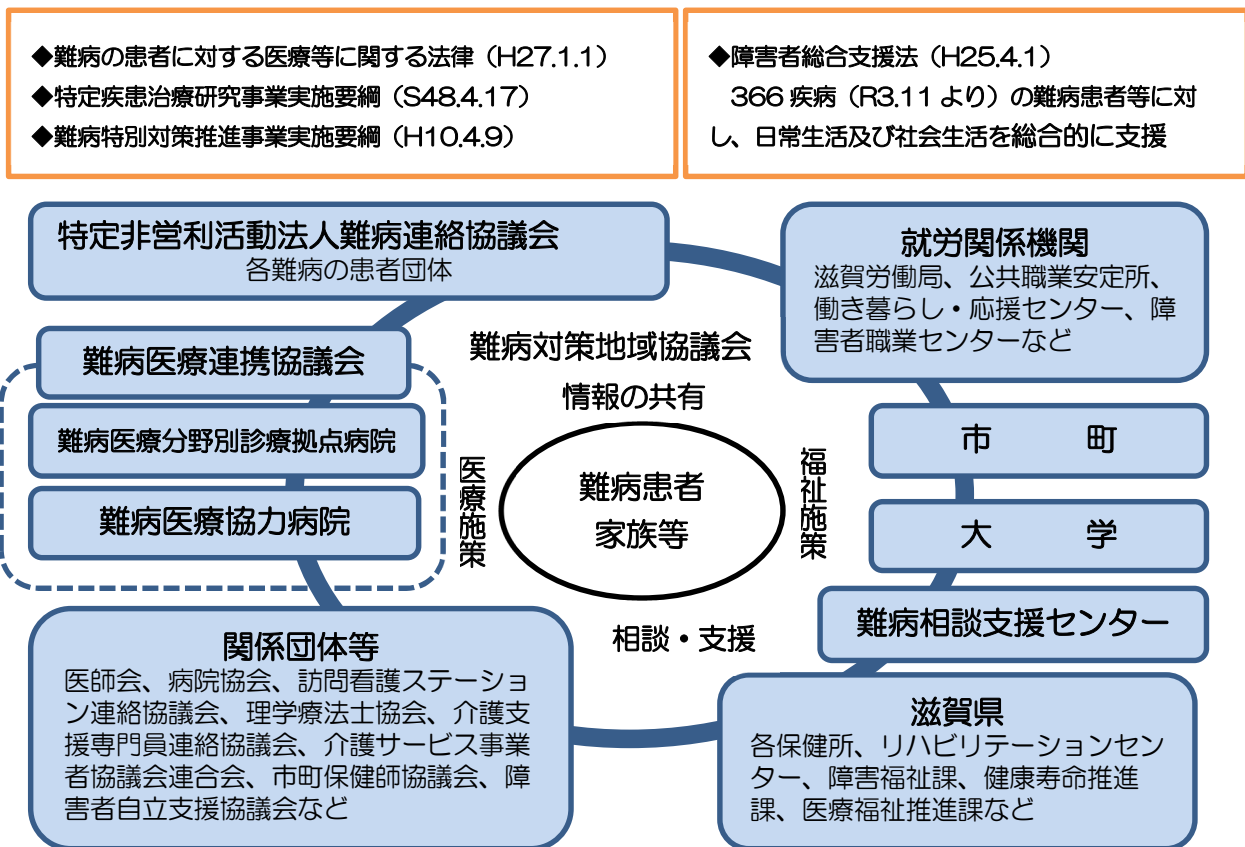 ◆難病の患者に対する医療等に関する法律（H27.1.1）
◆特定疾患治療研究事業実施要綱（S48.4.17）
◆難病特別対策推進事業実施要綱（H10.4.9）
◆障害者総合支援法（H25.4.1）
366 疾病（R3.11 より）の難病患者等に対
し、日常生活及び社会生活を総合的に支援
特定非営利活動法人難病連絡協議会
各難病の患者団体
就労関係機関
滋賀労働局、公共職業安定所、
働き暮らし・応援センター、障
害者職業センターなど
難病医療連携協議会
難病医療分野別診療拠点病院
難病医療協力病院
難病対策地域協議会
情報の共有
医療施策
難病患者
家族等
福祉施策
相談・支援
市　町
大　学
難病相談支援センター
関係団体等
医師会、病院協会、訪問看護ステーショ
ン連絡協議会、理学療法士協会、介護支
援専門員連絡協議会、介護サービス事業
者協議会連合会、市町保健師協議会、障
害者自立支援協議会など
滋賀県
各保健所、リハビリテーションセン
ター、障害福祉課、健康寿命推進
課、医療福祉推進課など